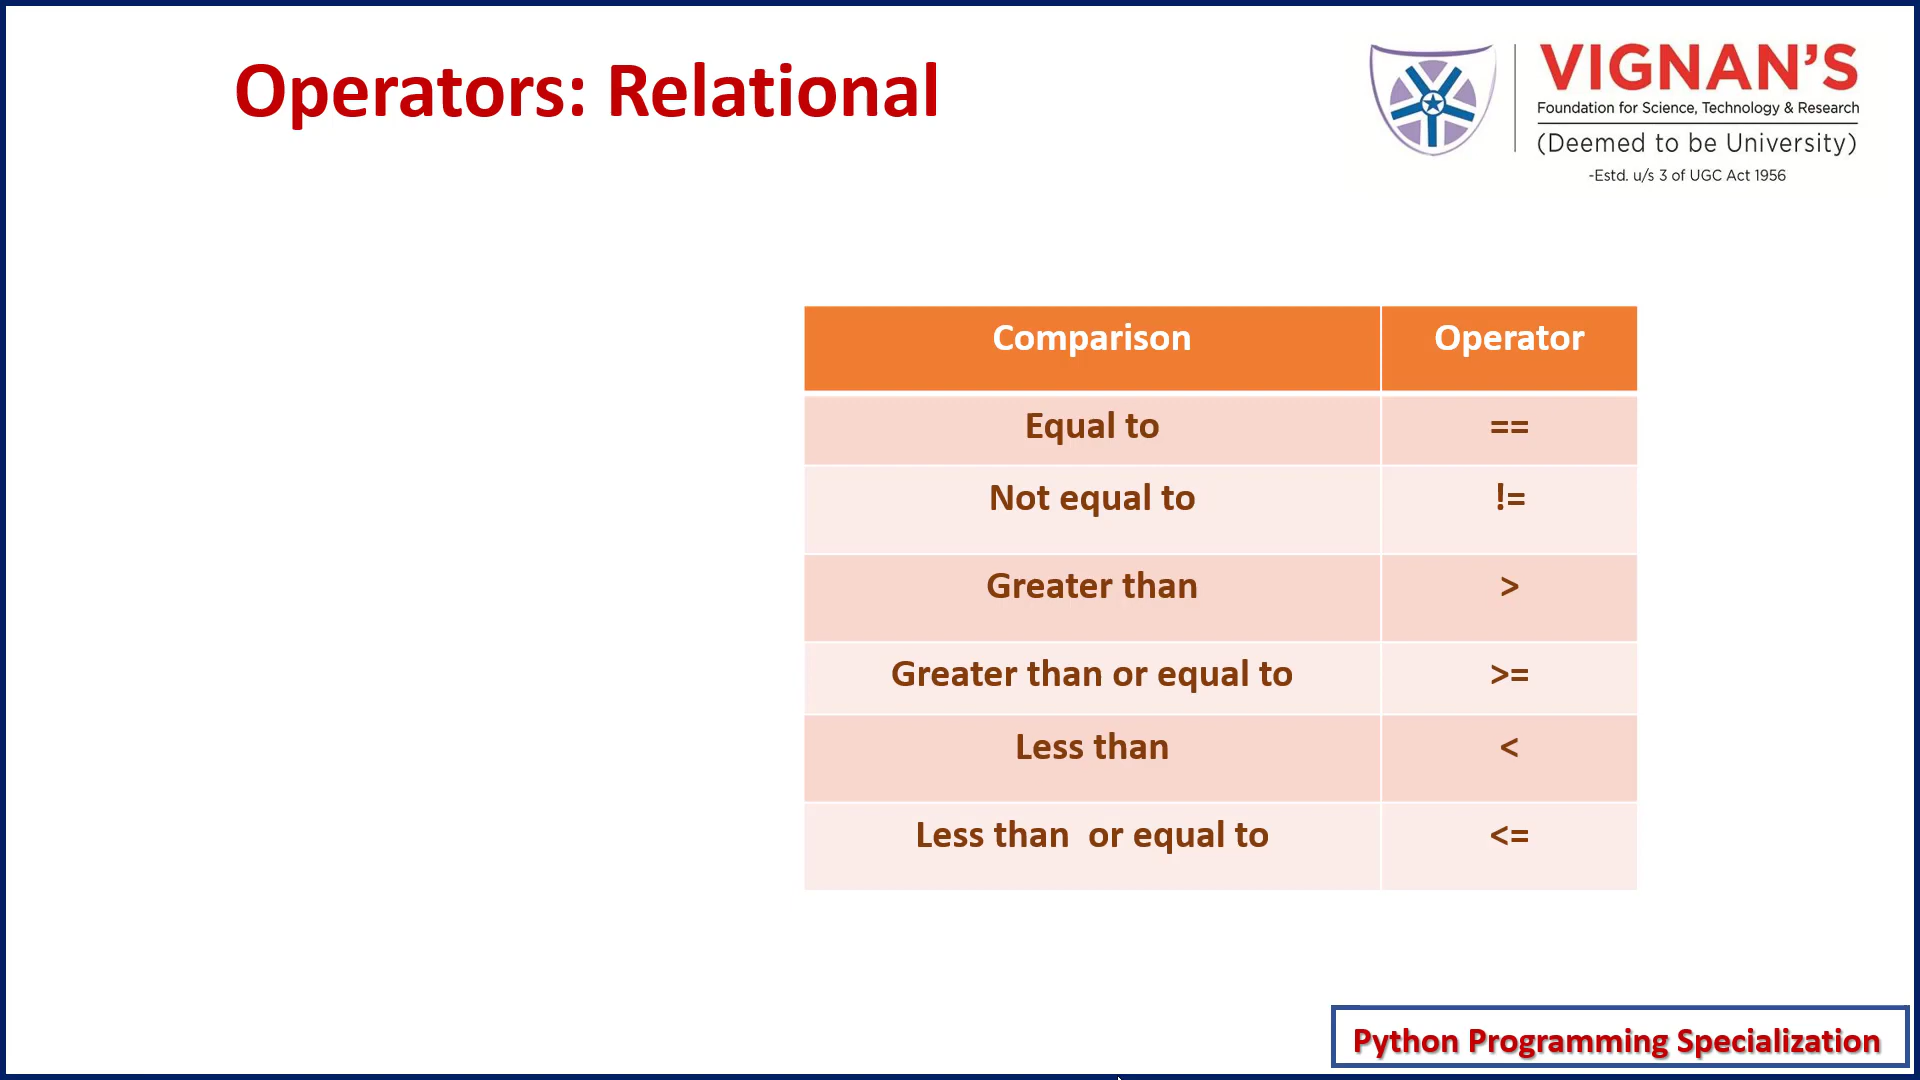 Operators: Relational
VIGNAN'S
Foundation for Science, Technology & Research
(Deemed to be University)
-Estd. u/s 3 of UGC Act 1956
Comparison Operator
Equal to ==
Not equal to !=
Greater than >
Greater than or equal to >=
Less than <
Less than or equal to <=
Python Programming Specialization